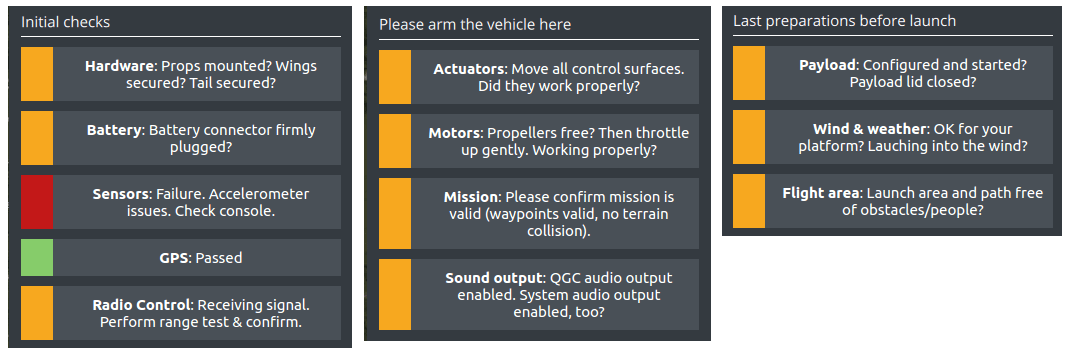 Initial checks
Hardware: Props mounted? Wings
secured? Tail secured?
Battery: Battery connector firmly
plugged?
Sensors: Failure. Accelerometer
issues. Check console.
GPS: Passed
Radio Control: Receiving signal.
Perform range test & confirm.
Please arm the vehicle here
Actuators: Move all control surfaces.
Did they work properly?
Motors: Propellers free? Then throttle
up gently. Working properly?
Mission: Please confirm mission is
valid (waypoints valid, no terrain
collision).
Sound output: QGC audio output
enabled. System audio output
enabled, too?
Last preparations before launch
Payload: Configured and started?
Payload lid closed?
Wind & weather: OK for your
platform? Lauching into the wind?
Flight area: Launch area and path free
of obstacles/people?